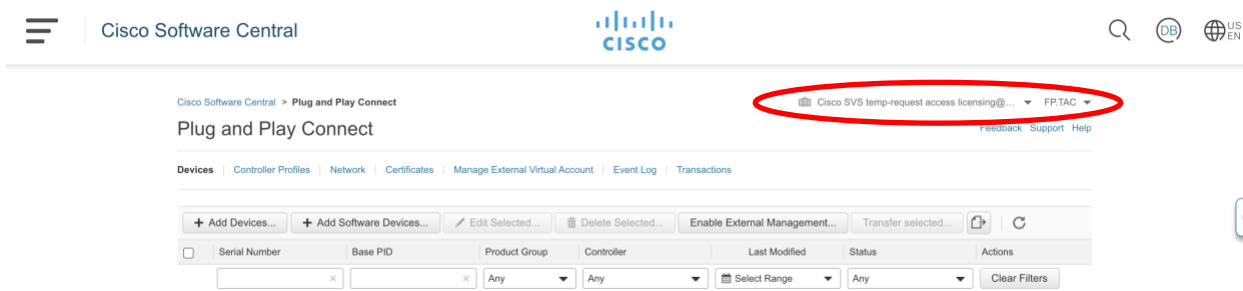 Cisco Software Central
CISCO
DB
US
EN
Cisco Software Central > Plug and Play Connect
Cisco SVS temp-request access licensing@... FP.TAC
Plug and Play Connect
Feedback Support Help
Devices Controller Profiles Network Certificates Manage External Virtual Account Event Log Transactions
+ Add Devices... + Add Software Devices... Edit Selected... Delete Selected... Enable External Management... Transfer selected...
Serial Number Base PID Product Group Controller Last Modified Status Actions
× × Any Any Select Range Any Clear Filters